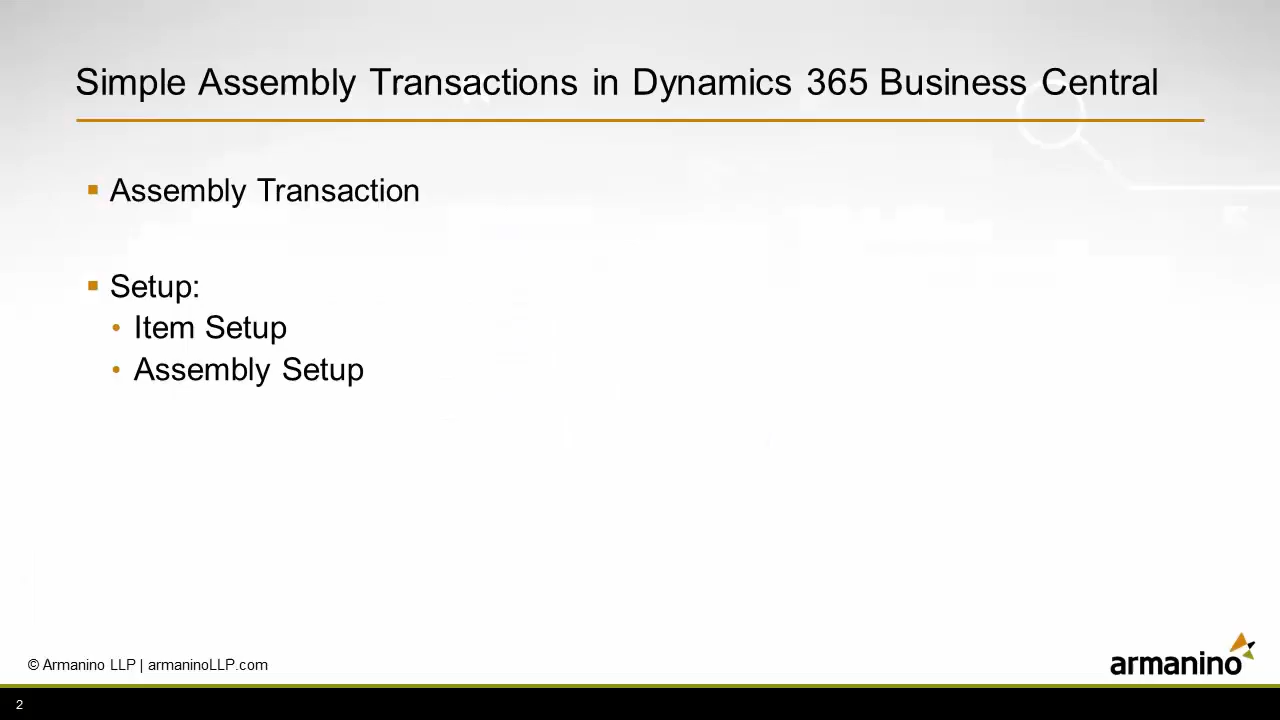 Simple Assembly Transactions in Dynamics 365 Business Central
▪ Assembly Transaction
▪ Setup:
• Item Setup
• Assembly Setup
© Armanino LLP | armaninoLLP.com
armanino
2